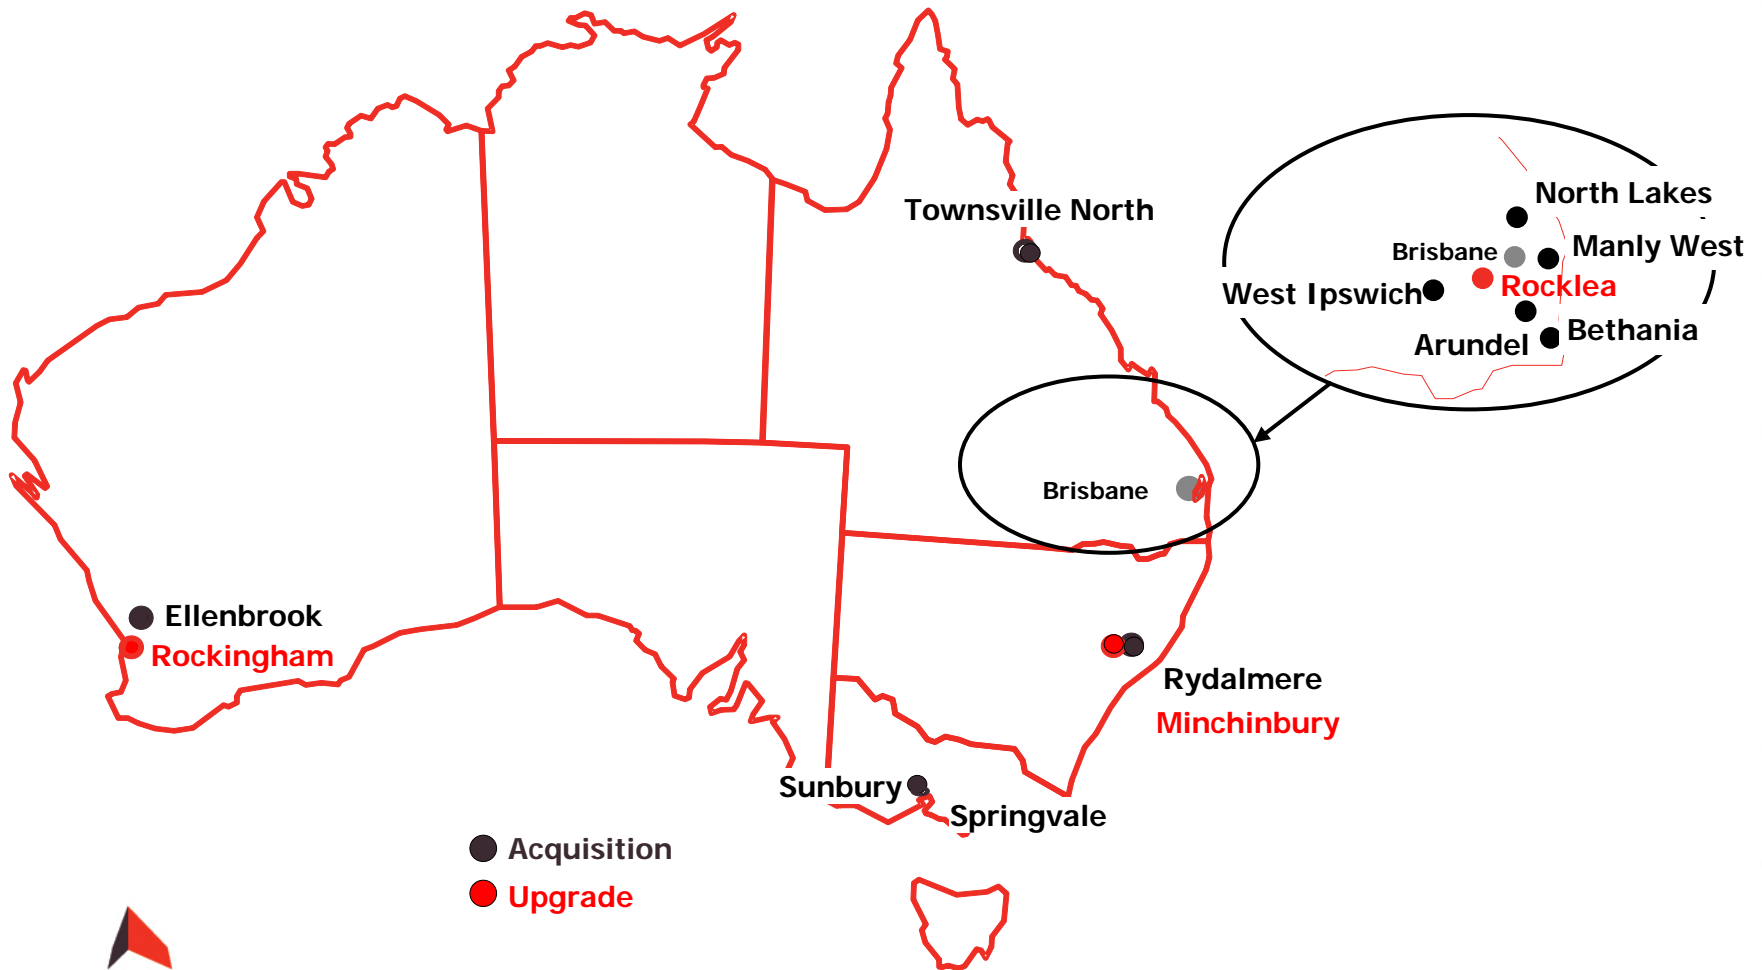 North Lakes
Townsville North
Brisbane
Manly West
West Ipswich
Rocklea
Arundel
Bethania
Brisbane
Ellenbrook
Rockingham
Rydalmere
Minchinbury
Sunbury
Springvale
Acquisition
Upgrade